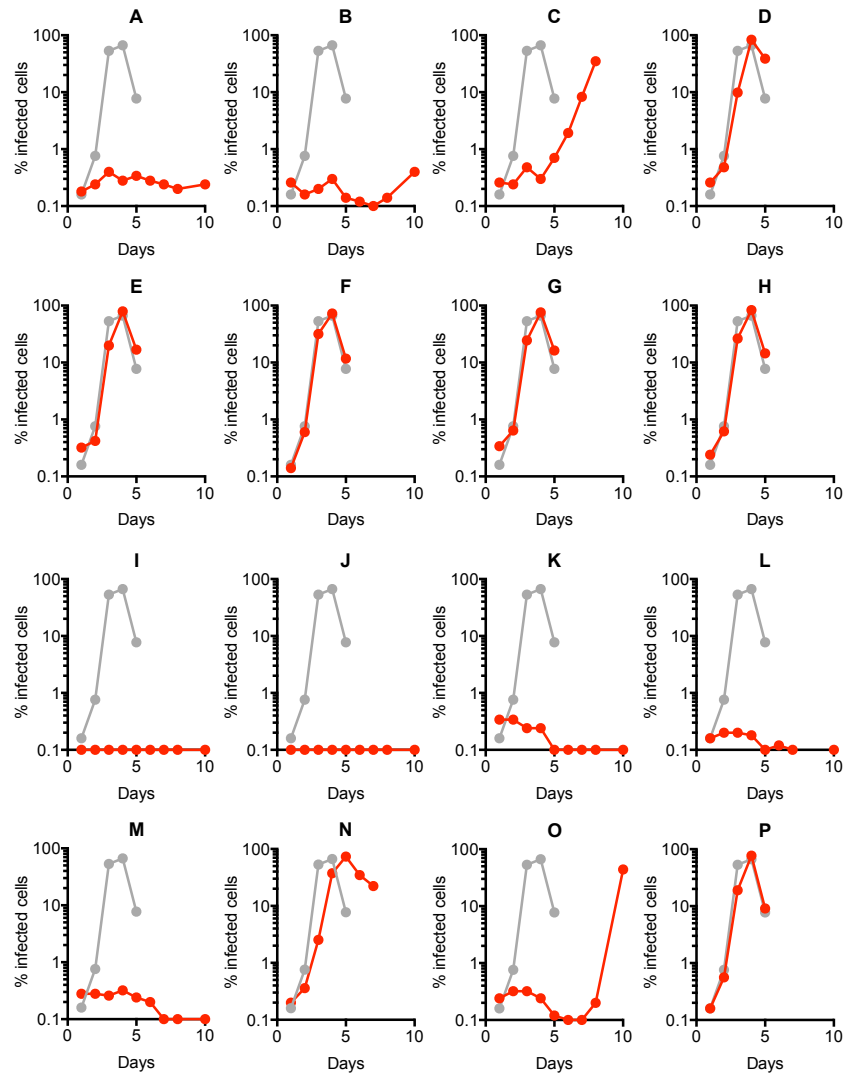 A B C D
% infected cells % infected cells % infected cells % infected cells
100 100 100 100
10 10 10 10
1 1 1 1
0.1 0.1 0.1 0.1
0 5 10 0 5 10 0 5 10 0 5 10
Days Days Days Days
E F G H
% infected cells % infected cells % infected cells % infected cells
100 100 100 100
10 10 10 10
1 1 1 1
0.1 0.1 0.1 0.1
0 5 10 0 5 10 0 5 10 0 5 10
Days Days Days Days
I J K L
% infected cells % infected cells % infected cells % infected cells
100 100 100 100
10 10 10 10
1 1 1 1
0.1 0.1 0.1 0.1
0 5 10 0 5 10 0 5 10 0 5 10
Days Days Days Days
M N O P
% infected cells % infected cells % infected cells % infected cells
100 100 100 100
10 10 10 10
1 1 1 1
0.1 0.1 0.1 0.1
0 5 10 0 5 10 0 5 10 0 5 10
Days Days Days Days